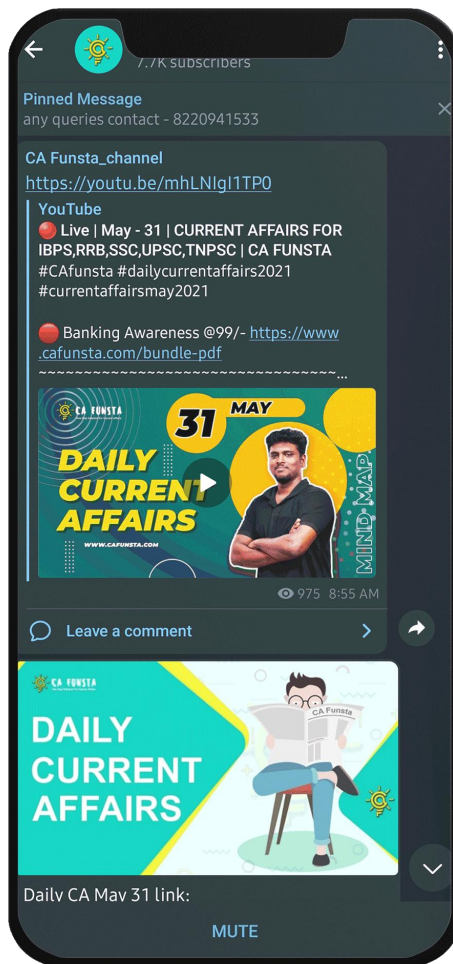 7.7K subscribers
Pinned Message
any queries contact - 8220941533
CA Funsta_channel
https://youtu.be/mhLNIgI1TP0
YouTube
🔴 Live | May - 31 | CURRENT AFFAIRS FOR
IBPS,RRB,SSC,UPSC,TNPSC | CA FUNSTA
#CAfunsta #dailycurrentaffairs2021
#currentaffairsmay2021
🔴 Banking Awareness @99/- https://www
.cafunsta.com/bundle-pdf
~~~~~~~~~~~~~~~~~~~~~~~~~~~~~~~~~...
CA FUNSTA
31 MAY
DAILY
CURRENT
AFFAIRS
WWW.CAFUNSTA.COM
MIND MAP
975 8:55 AM
Leave a comment
CA FUNSTA
DAILY
CURRENT
AFFAIRS
CA Funsta
Daily CA May 31 link:
MUTE